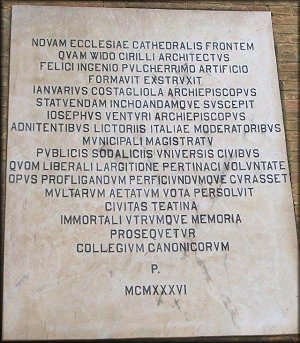 NOVAM ECCLESIAE CATHEDRALIS FRONTEM
QVAM WIDO CIRILLI ARCHITECTVS
FELICI INGENIO PVLCHERRIMO ARTIFICIO
FORMAVIT EXSTRVXIT
IANVARIVS COSTAGLIOLA ARCHIEPISCOPVS
STATVENDAM INCHOANDAMQVE SVSCEPIT
IOSEPHVS VENTVRI ARCHIEPISCOPVS
ADNITENTIBVS LICTORIIS ITALIAE MODERATORIBVS
MVNICIPALI MAGISTRATV
PVBLICIS SODALICIIS VNIVERSIS CIVIBVS
QVOM LIBERALI LARGITIONE PERTINACI VOLVNTATE
OPVS PROFLIGANDVM PERFICIVNDVMQVE CVRASSET
MVLTARVM AETATVM VOTA PERSOLVIT
CIVITAS TEATINA
IMMORTALI VTRVMQVE MEMORIA
PROSEQVETVR
COLLEGIVM CANONICORVM
P.
MCMXXXVI